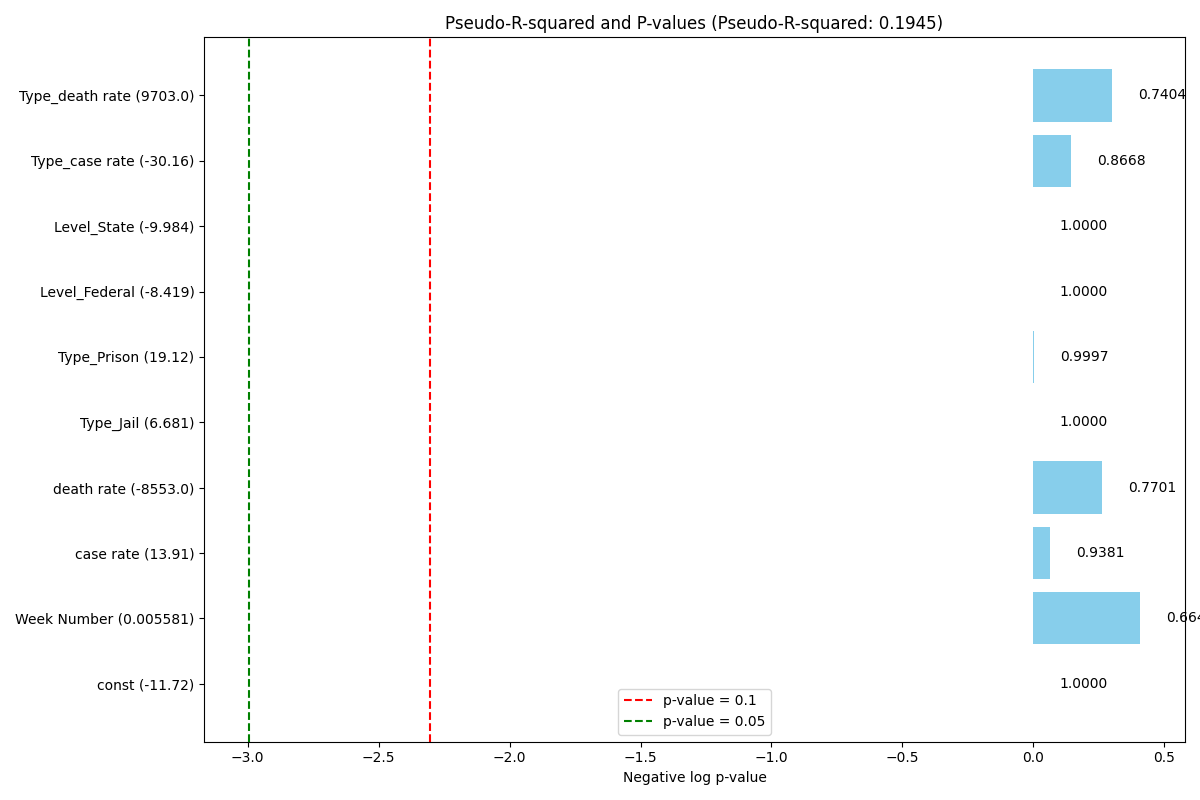 Pseudo-R-squared and P-values (Pseudo-R-squared: 0.1945)
Type_death rate (9703.0)
0.7404
Type_case rate (-30.16)
0.8668
Level_State (-9.984)
1.0000
Level_Federal (-8.419)
1.0000
Type_Prison (19.12)
0.9997
Type_Jail (6.681)
1.0000
death rate (-8553.0)
0.7701
case rate (13.91)
0.9381
Week Number (0.005581)
const (-11.72)
1.0000
p-value = 0.1
p-value = 0.05
−3.0 −2.5 −2.0 −1.5 −1.0 −0.5 0.0 0.5
Negative log p-value